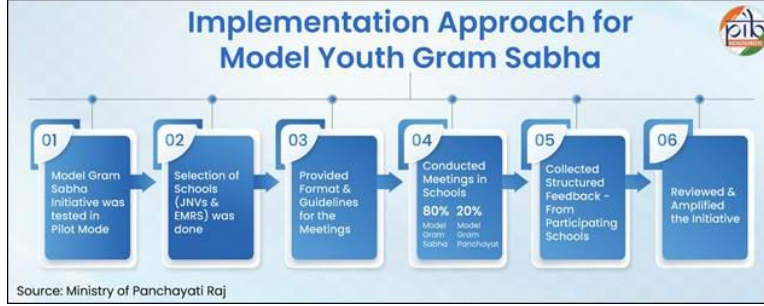 Implementation Approach for
Model Youth Gram Sabha
pib
01
Model Gram
Sabha
Initiative was
tested in
Pilot Mode
02
Selection of
Schools
(JNVs &
EMRS) was
done
03
Provided
Format &
Guidelines
for the
Meetings
04
Conducted
Meetings in
Schools
80% 20%
Model Model
Gram Gram
Sabha Panchayat
05
Collected
Structured
Feedback -
From
Participating
Schools
06
Reviewed &
Amplified
the Initiative
Source: Ministry of Panchayati Raj